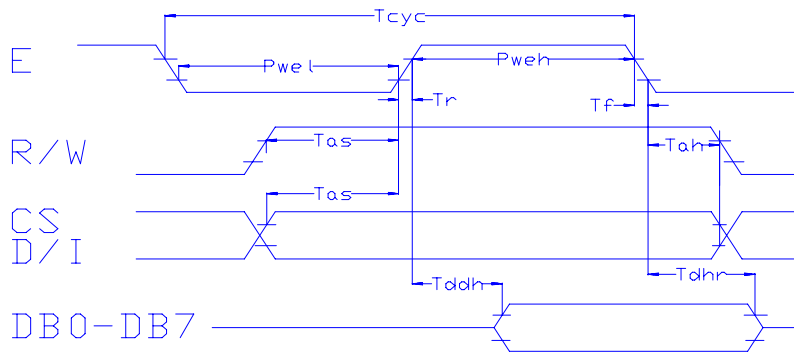 Tcyc
E
Pwel
Pweh
Tr
Tf
R/W
Tas
Tah
Tas
CS
D/I
Tddh
Tdhr
DB0-DB7